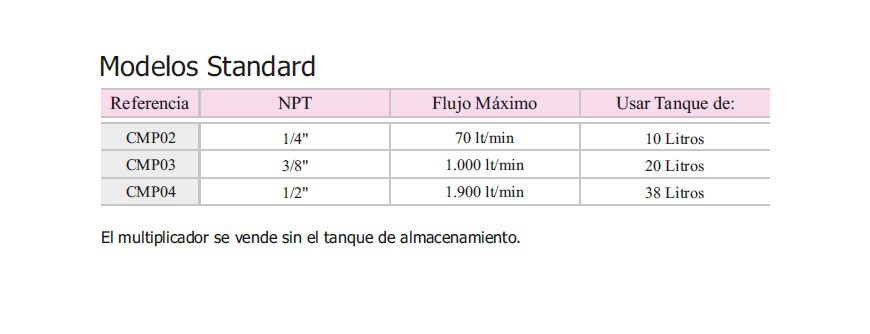 Modelos Standard
Referencia NPT Flujo Máximo Usar Tanque de:
CMP02 1/4" 70 lt/min 10 Litros
CMP03 3/8" 1.000 lt/min 20 Litros
CMP04 1/2" 1.900 lt/min 38 Litros
El multiplicador se vende sin el tanque de almacenamiento.